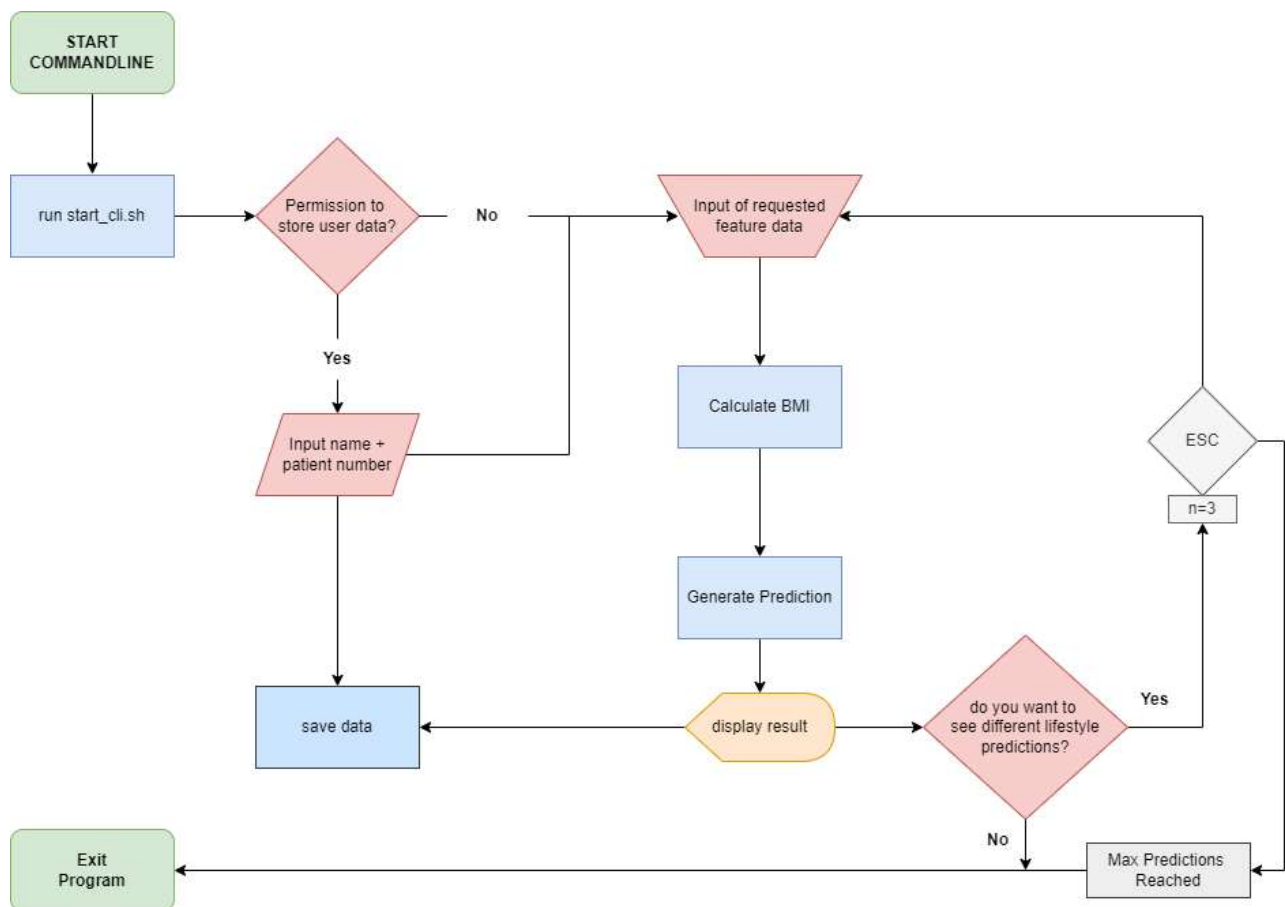 START
COMMANDLINE
run start_cli.sh
Permission to
store user data?
No
Input of requested
feature data
Yes
Calculate BMI
Input name +
patient number
ESC
n=3
Generate Prediction
save data
display result
do you want to
see different lifestyle
predictions?
Yes
No
Exit
Program
Max Predictions
Reached